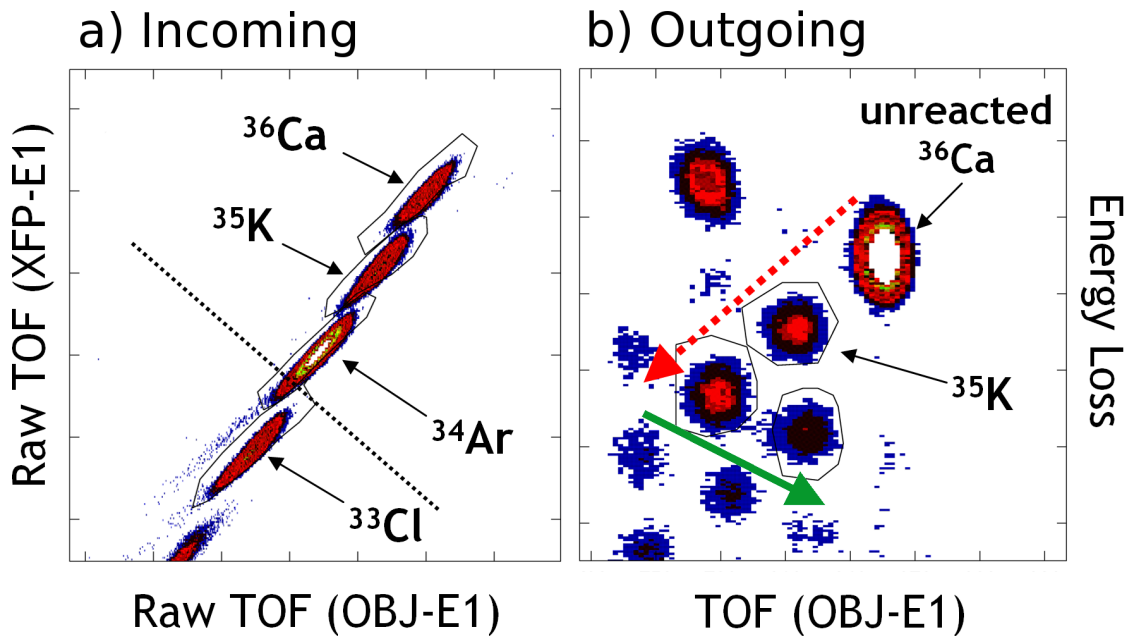 a) Incoming
b) Outgoing
Raw TOF (XFP-E1)
³⁶Ca
³⁵K
³⁴Ar
³³Cl
Raw TOF (OBJ-E1)
unreacted
³⁶Ca
³⁵K
Energy Loss
TOF (OBJ-E1)